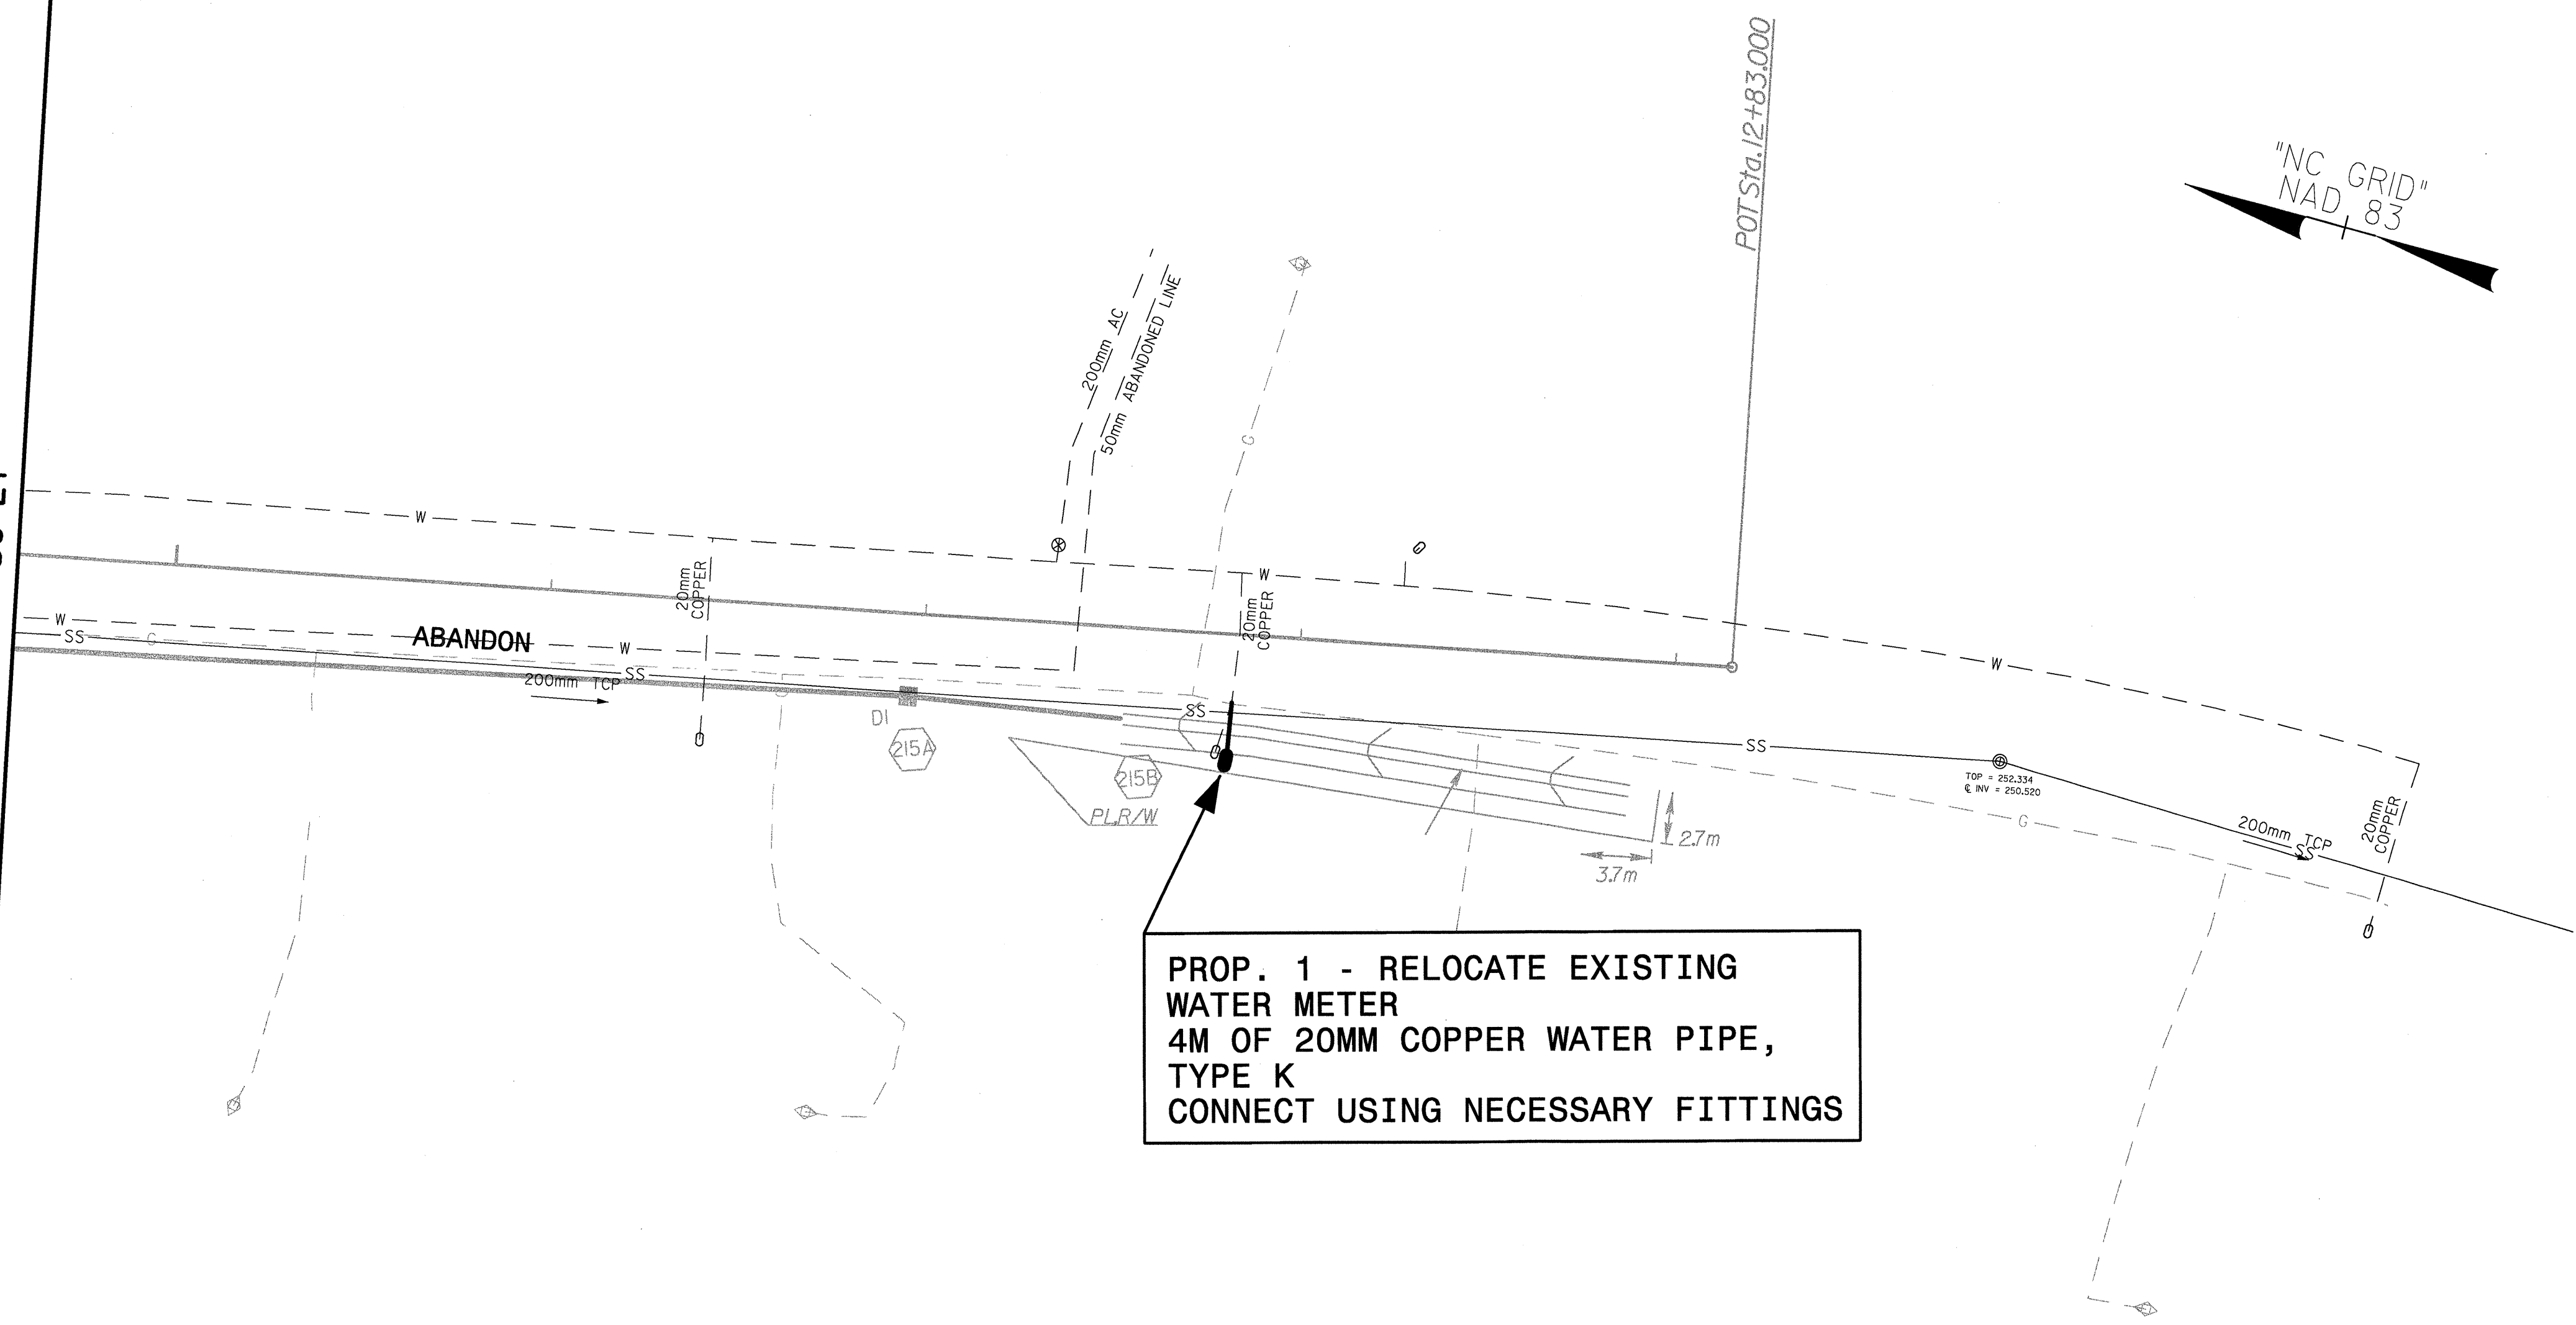 POT Sta. 12+83.000
"NC GRID"
NAD 83
200mm AC
50mm ABANDONED LINE
G
W
20mm
COPPER
W
20mm
COPPER
W
W
SS
G
ABANDON
W
SS
200mm TCP
DI
215A
215B
PL R/W
SS
SS
W
TOP = 252.334
℄ INV = 250.520
G
200mm TCP
SS
20mm
COPPER
2.7m
3.7m
G
PROP. 1 - RELOCATE EXISTING
WATER METER
4M OF 20MM COPPER WATER PIPE,
TYPE K
CONNECT USING NECESSARY FITTINGS